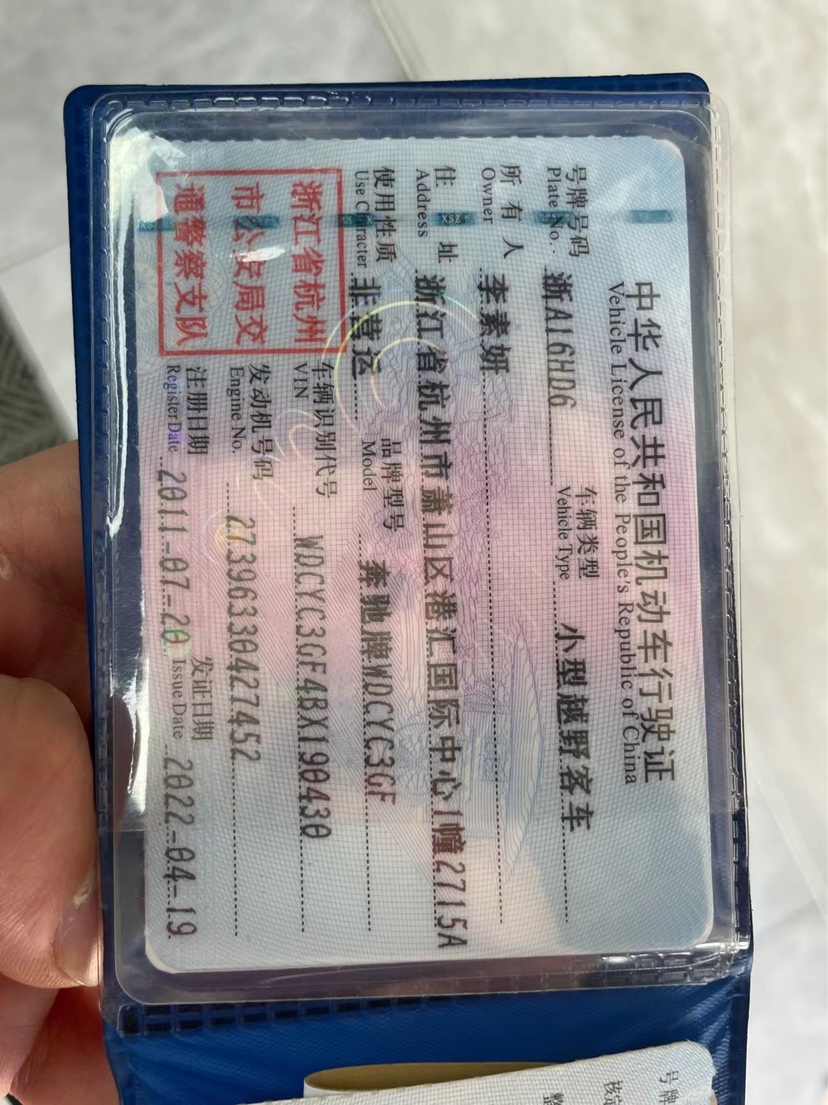 中华人民共和国机动车行驶证
Vehicle License of the People's Republic of China
号牌号码 浙A16HD6 车辆类型 小型越野客车
Plate No. Vehicle Type
所有人 李素妍
Owner
住址 浙江省杭州市萧山区港汇国际中心1幢2715A
Address
使用性质 非营运 品牌型号 奔驰牌WDCYC3GF
Use Character Model
浙江省杭州
市公安局交
通警察支队
车辆识别代号 WDCYC3GF4BX190430
VIN
发动机号码 27396330427452
Engine No.
注册日期 2011-07-20 发证日期 2022-04-19
Register Date Issue Date